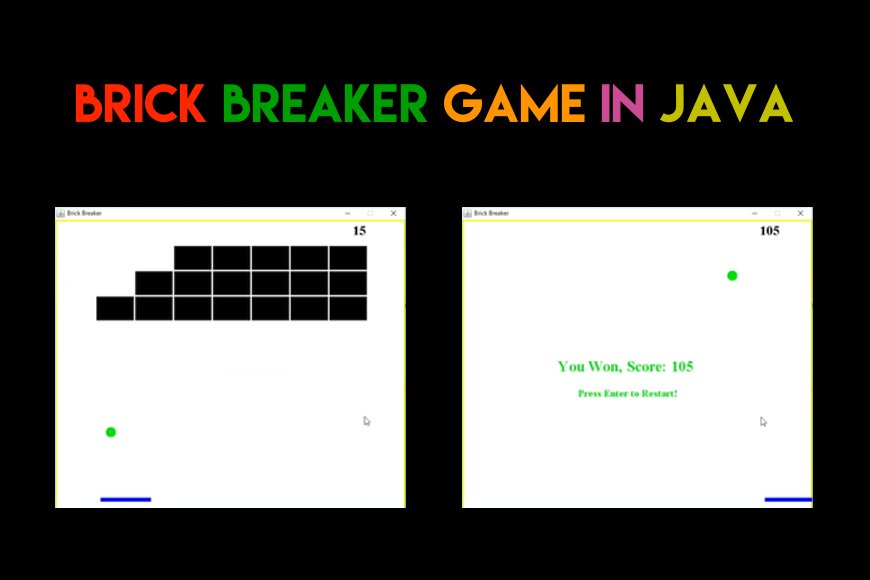 BRICK BREAKER GAME IN JAVA
Brick Breaker
15
Brick Breaker
105
You Won, Score: 105
Press Enter to Restart!